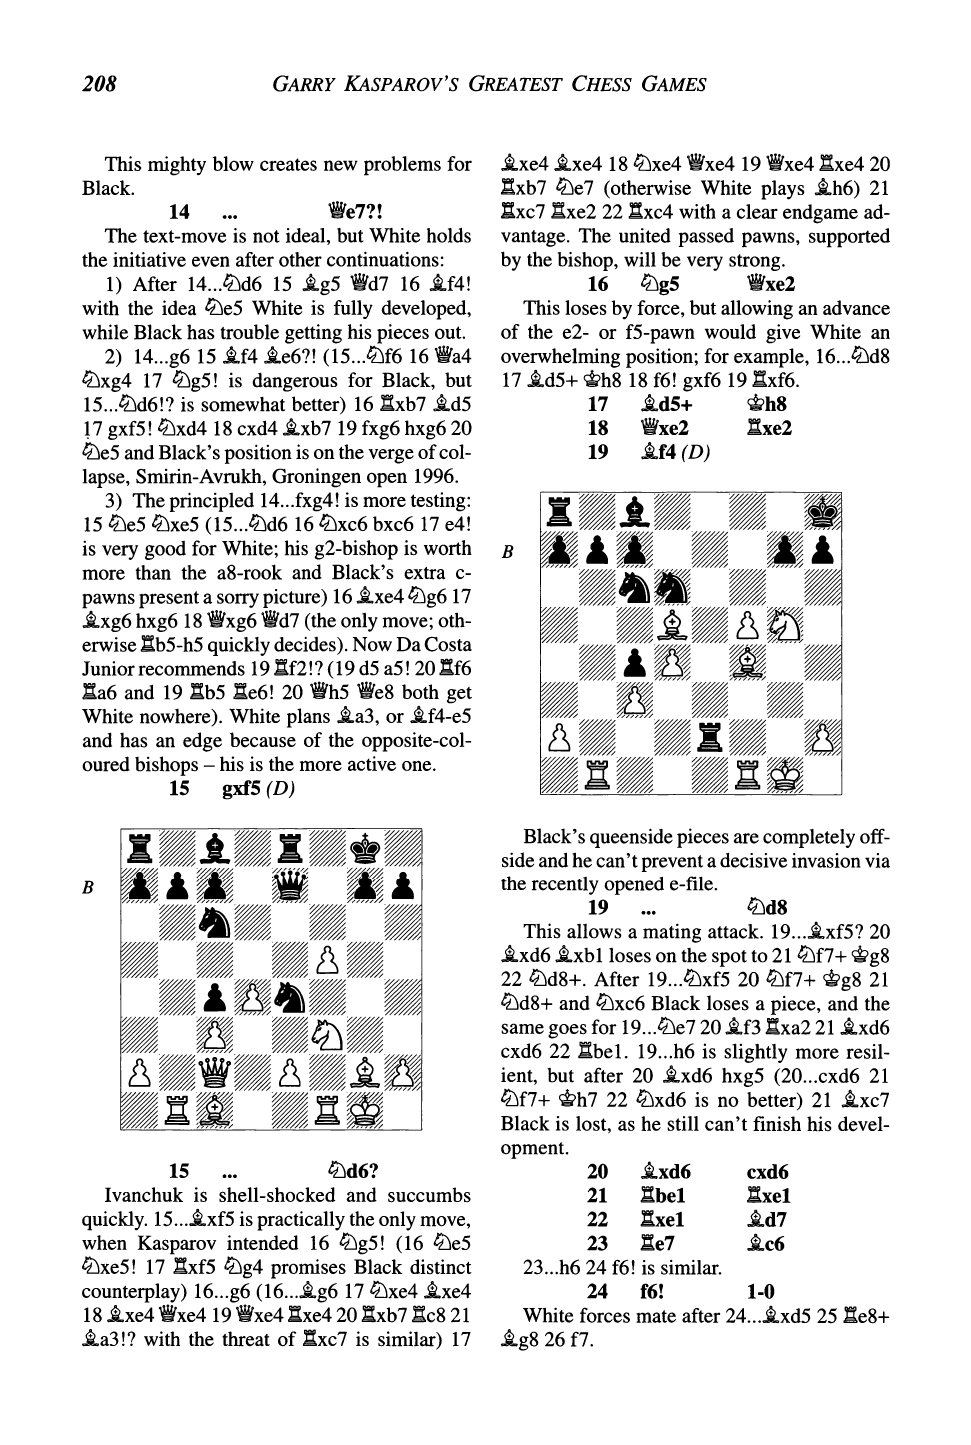 208
GARRY KASPAROV'S GREATEST CHESS GAMES
This mighty blow creates new problems for
Black.
14 ... ♕e7?!
The text-move is not ideal, but White holds
the initiative even after other continuations:
1) After 14...♘d6 15 ♗g5 ♕d7 16 ♗f4!
with the idea ♘e5 White is fully developed,
while Black has trouble getting his pieces out.
2) 14...g6 15 ♗f4 ♗e6?! (15...♘f6 16 ♕a4
♘xg4 17 ♘g5! is dangerous for Black, but
15...♘d6!? is somewhat better) 16 ♖xb7 ♗d5
17 gxf5! ♘xd4 18 cxd4 ♗xb7 19 fxg6 hxg6 20
♘e5 and Black's position is on the verge of col-
lapse, Smirin-Avrukh, Groningen open 1996.
3) The principled 14...fxg4! is more testing:
15 ♘e5 ♘xe5 (15...♘d6 16 ♘xc6 bxc6 17 e4!
is very good for White; his g2-bishop is worth
more than the a8-rook and Black's extra c-
pawns present a sorry picture) 16 ♗xe4 ♘g6 17
♗xg6 hxg6 18 ♕xg6 ♕d7 (the only move; oth-
erwise ♖b5-h5 quickly decides). Now Da Costa
Junior recommends 19 ♖f2!? (19 d5 a5! 20 ♖f6
♖a6 and 19 ♖b5 ♖e6! 20 ♕h5 ♕e8 both get
White nowhere). White plans ♗a3, or ♗f4-e5
and has an edge because of the opposite-col-
oured bishops – his is the more active one.
15 gxf5 (D)
B
15 ... ♘d6?
Ivanchuk is shell-shocked and succumbs
quickly. 15...♗xf5 is practically the only move,
when Kasparov intended 16 ♘g5! (16 ♘e5
♘xe5! 17 ♖xf5 ♘g4 promises Black distinct
counterplay) 16...g6 (16...♗g6 17 ♘xe4 ♗xe4
18 ♗xe4 ♕xe4 19 ♕xe4 ♖xe4 20 ♖xb7 ♖c8 21
♗a3!? with the threat of ♖xc7 is similar) 17
♗xe4 ♗xe4 18 ♘xe4 ♕xe4 19 ♕xe4 ♖xe4 20
♖xb7 ♘e7 (otherwise White plays ♗h6) 21
♖xc7 ♖xe2 22 ♖xc4 with a clear endgame ad-
vantage. The united passed pawns, supported
by the bishop, will be very strong.
16 ♘g5 ♕xe2
This loses by force, but allowing an advance
of the e2- or f5-pawn would give White an
overwhelming position; for example, 16...♘d8
17 ♗d5+ ♔h8 18 f6! gxf6 19 ♖xf6.
17 ♗d5+ ♔h8
18 ♕xe2 ♖xe2
19 ♗f4 (D)
B
Black's queenside pieces are completely off-
side and he can't prevent a decisive invasion via
the recently opened e-file.
19 ... ♘d8
This allows a mating attack. 19...♗xf5? 20
♗xd6 ♗xb1 loses on the spot to 21 ♘f7+ ♔g8
22 ♘d8+. After 19...♘xf5 20 ♘f7+ ♔g8 21
♘d8+ and ♘xc6 Black loses a piece, and the
same goes for 19...♘e7 20 ♗f3 ♖xa2 21 ♗xd6
cxd6 22 ♖be1. 19...h6 is slightly more resil-
ient, but after 20 ♗xd6 hxg5 (20...cxd6 21
♘f7+ ♔h7 22 ♘xd6 is no better) 21 ♗xc7
Black is lost, as he still can't finish his devel-
opment.
20 ♗xd6 cxd6
21 ♖be1 ♖xe1
22 ♖xe1 ♗d7
23 ♖e7 ♗c6
23...h6 24 f6! is similar.
24 f6! 1-0
White forces mate after 24...♗xd5 25 ♖e8+
♗g8 26 f7.